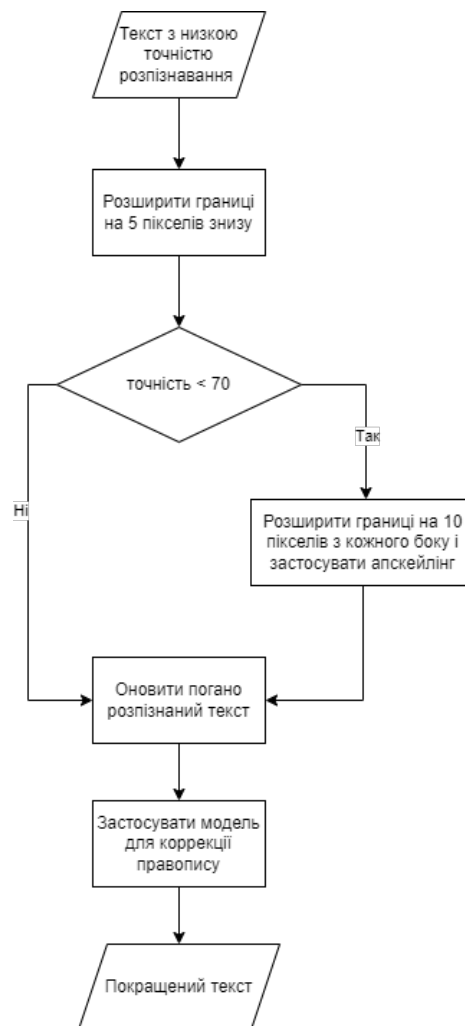 Текст з низкою
точністю
розпізнавання
Розширити границі
на 5 пікселів знизу
точність < 70
Так
Ні
Розширити границі на 10
пікселів з кожного боку і
застосувати апскейлінг
Оновити погано
розпізнаний текст
Застосувати модель
для коррекції
правопису
Покращений текст